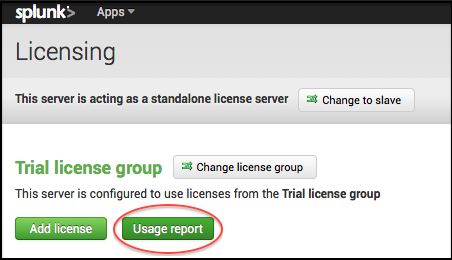 splunk> Apps
Licensing
This server is acting as a standalone license server Change to slave
Trial license group Change license group
This server is configured to use licenses from the Trial license group
Add license Usage report